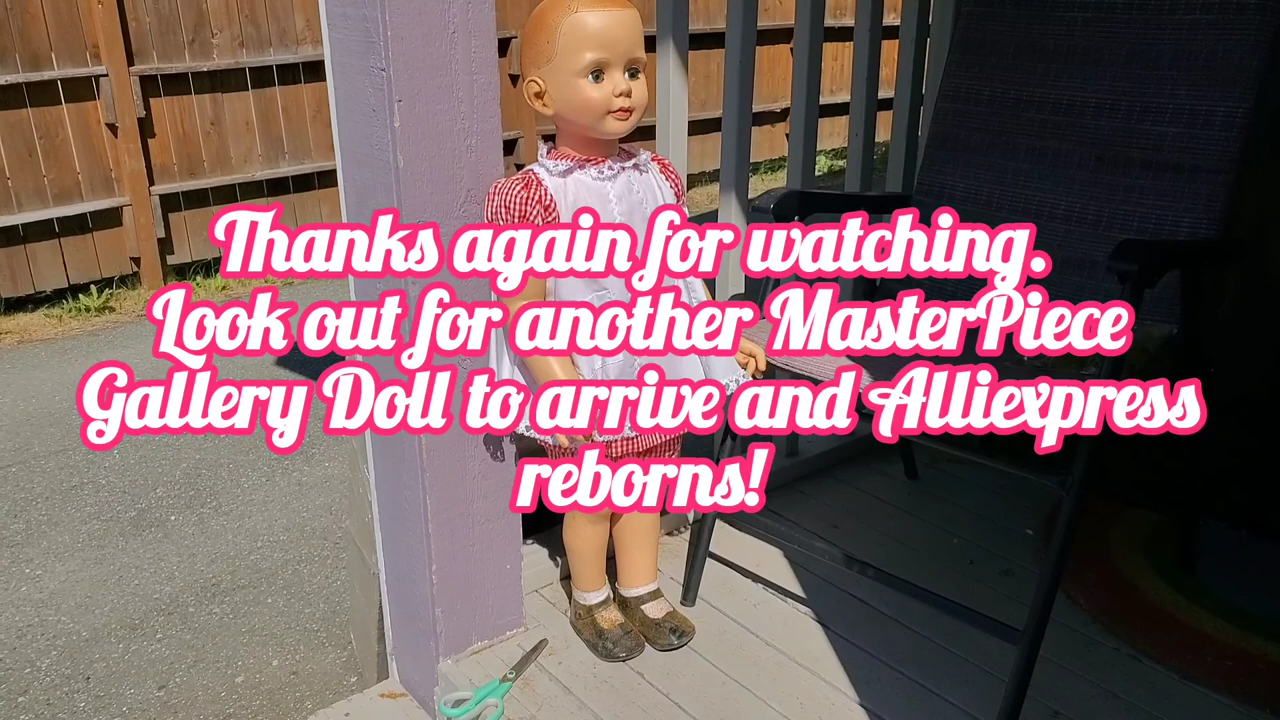 Thanks again for watching.
Look out for another MasterPiece
Gallery Doll to arrive and Alliexpress
reborns!